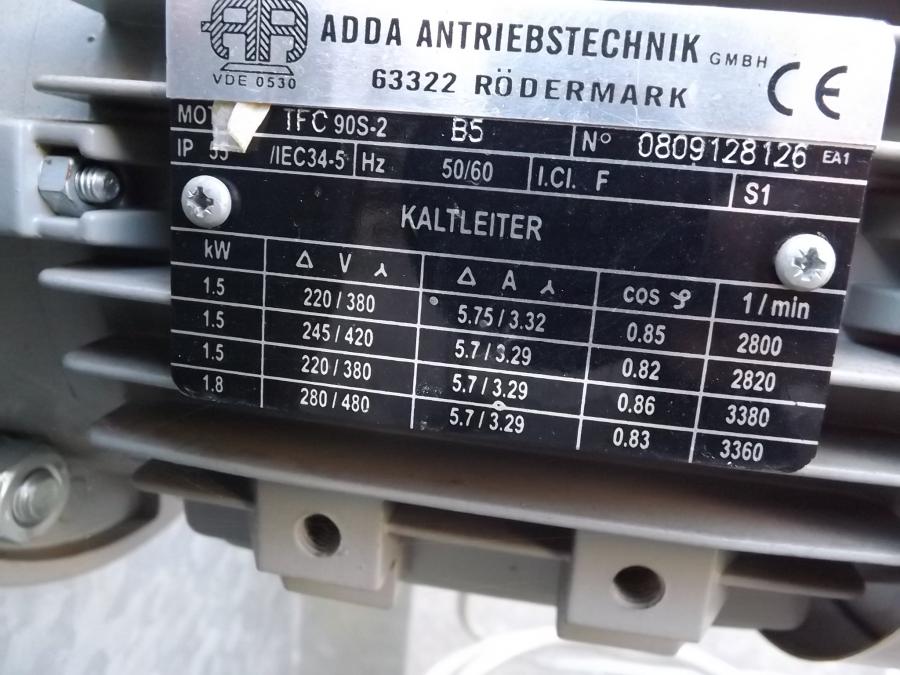 ADDA ANTRIEBSTECHNIK GMBH
VDE 0530
63322 RÖDERMARK CE
TFC 90S-2 B5 N° 0809128126 EA1
IP 55 /IEC34-5 Hz 50/60 I.Cl. F S1
KALTLEITER
kW Δ V ⅄ Δ A ⅄ cos φ 1/min
1.5 220/380 5.75/3.32 0.85 2800
1.5 245/420 5.7/3.29 0.82 2820
1.5 220/380 5.7/3.29 0.86 3380
1.8 280/480 5.7/3.29 0.83 3360